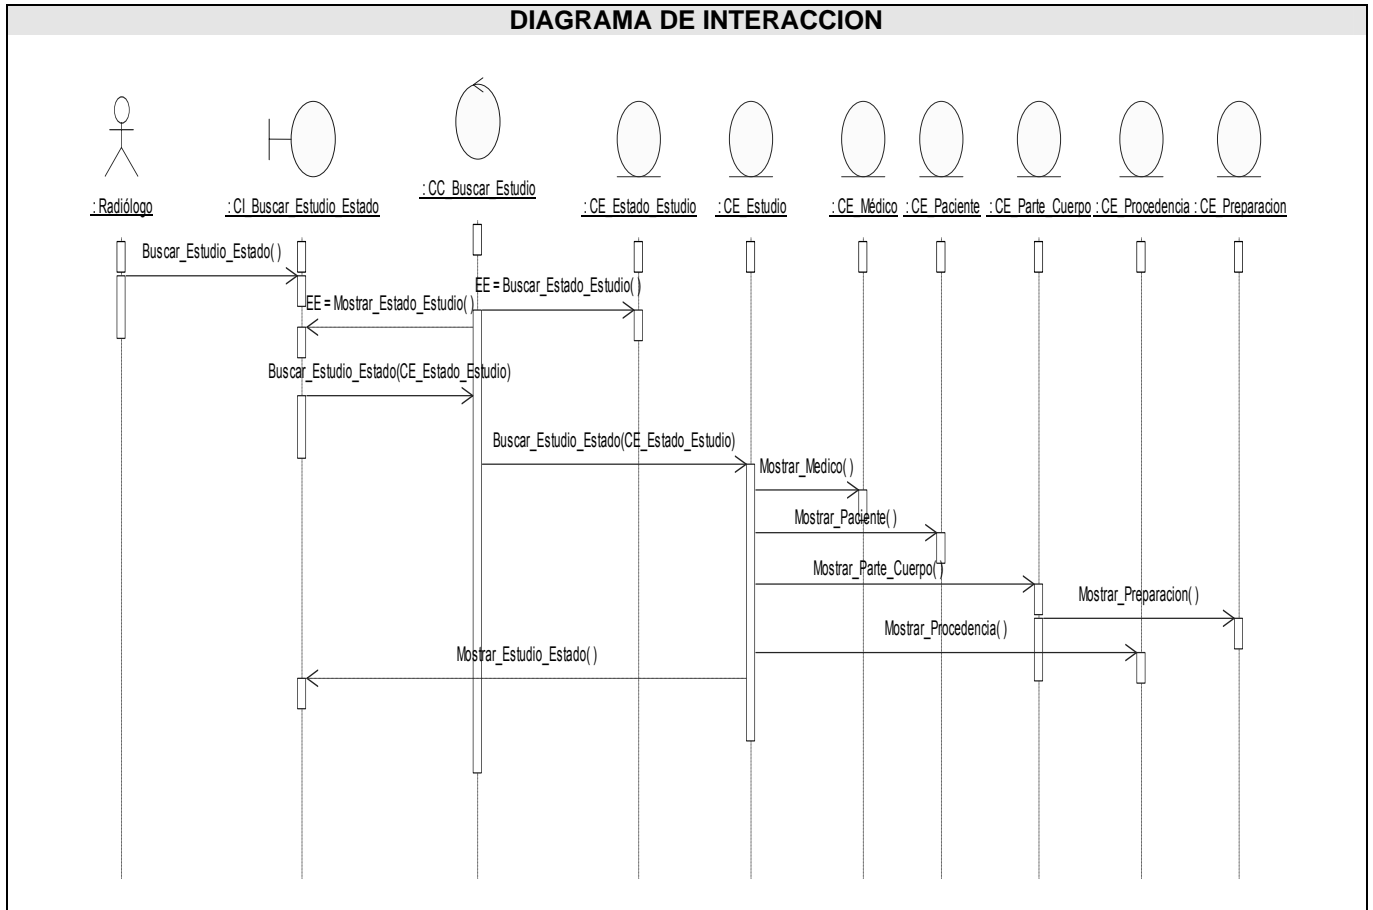 DIAGRAMA DE INTERACCION
: CC_Buscar_Estudio
: Radiólogo
: CI_Buscar_Estudio_Estado
: CE_Estado_Estudio
: CE_Estudio
: CE_Médico
: CE_Paciente
: CE_Parte_Cuerpo
: CE_Procedencia
: CE_Preparacion
Buscar_Estudio_Estado( )
EE = Buscar_Estado_Estudio( )
EE = Mostrar_Estado_Estudio( )
Buscar_Estudio_Estado(CE_Estado_Estudio)
Buscar_Estudio_Estado(CE_Estado_Estudio)
Mostrar_Medico( )
Mostrar_Paciente( )
Mostrar_Parte_Cuerpo( )
Mostrar_Preparacion( )
Mostrar_Procedencia( )
Mostrar_Estudio_Estado( )